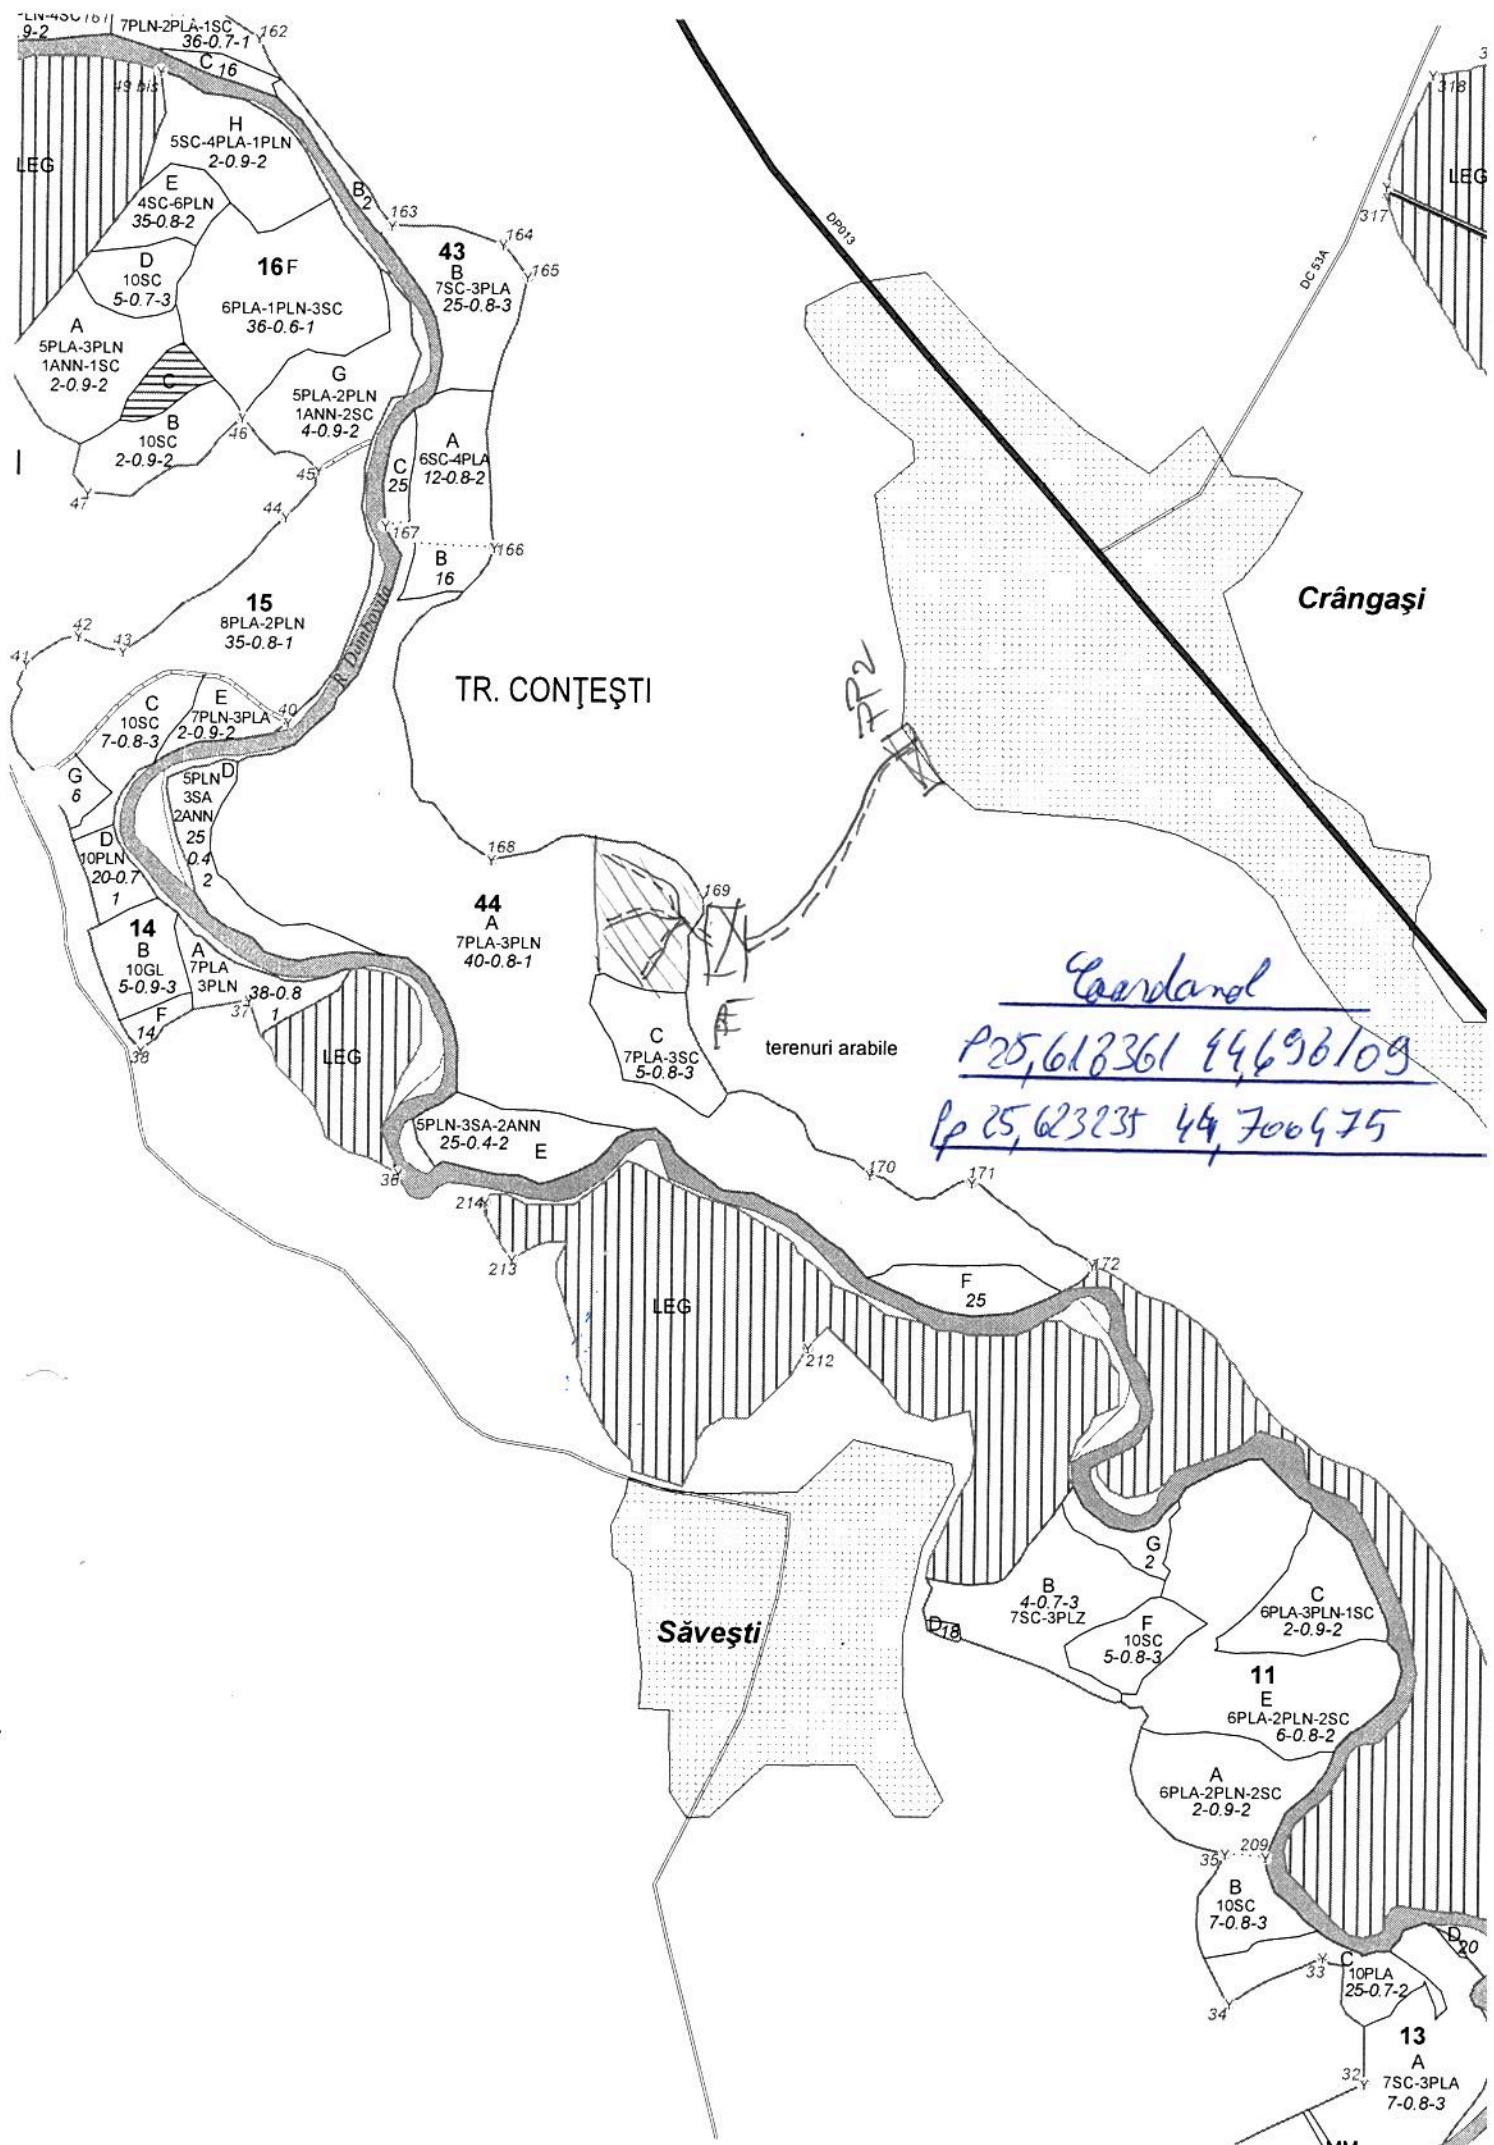 -LN-4SC 161
.9-2
7PLN-2PLA-1SC
36-0.7-1
162
C 16
49 bis
H
5SC-4PLA-1PLN
2-0.9-2
LEG
E
4SC-6PLN
35-0.8-2
B 2
163
164
165
43
B
7SC-3PLA
25-0.8-3
D
10SC
5-0.7-3
16 F
6PLA-1PLN-3SC
36-0.6-1
A
5PLA-3PLN
1ANN-1SC
2-0.9-2
C
G
5PLA-2PLN
1ANN-2SC
4-0.9-2
B
10SC
2-0.9-2
46
47
45
44
A
6SC-4PLA
12-0.8-2
C
25
167
166
B
16
DP013
DC 53A
318
317
LEG
Crângaşi
15
8PLA-2PLN
35-0.8-1
42
43
41
R. Dîmboviţa
TR. CONŢEŞTI
PP2
C
10SC
7-0.8-3
E
7PLN-3PLA
2-0.9-2
40
G
6
5PLN D
3SA
2ANN
25
0.4
2
D
10PLN
20-0.7
1
168
169
44
A
7PLA-3PLN
40-0.8-1
14
B
10GL
5-0.9-3
A
7PLA
3PLN
38-0.8
1
37
F
14
38
LEG
C
7PLA-3SC
5-0.8-3
terenuri arabile
P25,613361 44,696109
Pp 25,623235 44,700475
5PLN-3SA-2ANN
25-0.4-2
E
36
214
213
170
171
172
F
25
LEG
212
Săveşti
G
2
B
4-0.7-3
7SC-3PLZ
D 18
F
10SC
5-0.8-3
C
6PLA-3PLN-1SC
2-0.9-2
11
E
6PLA-2PLN-2SC
6-0.8-2
A
6PLA-2PLN-2SC
2-0.9-2
35
209
B
10SC
7-0.8-3
33
34
C
10PLA
25-0.7-2
D 20
13
A
7SC-3PLA
7-0.8-3
32